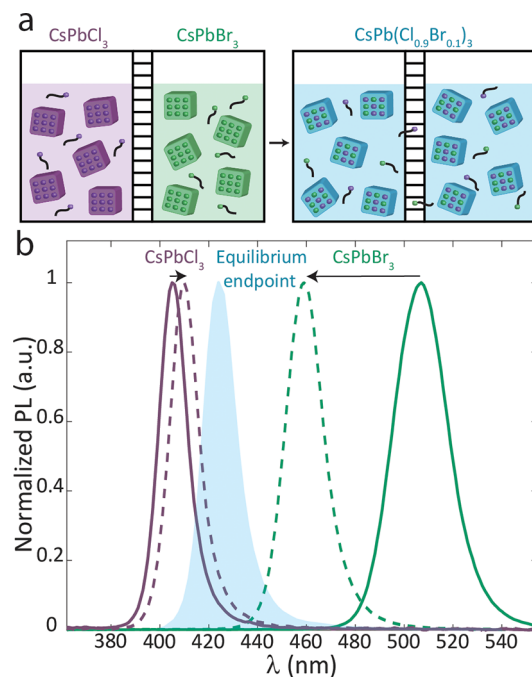 a
CsPbCl₃ CsPbBr₃ CsPb(Cl₀.₉Br₀.₁)₃
b
CsPbCl₃ Equilibrium endpoint CsPbBr₃
1
0.8
0.6
0.4
0.2
0
Normalized PL (a.u.)
380 400 420 440 460 480 500 520 540
λ (nm)